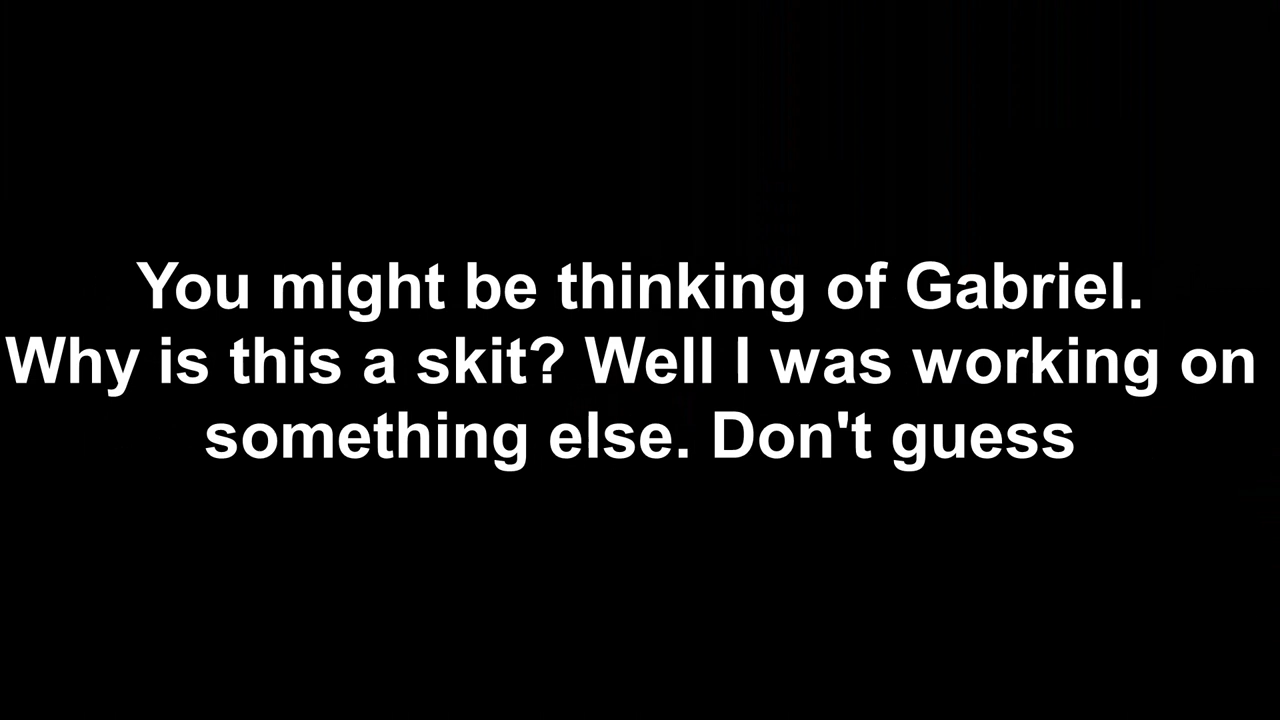 You might be thinking of Gabriel.
Why is this a skit? Well I was working on
something else. Don't guess